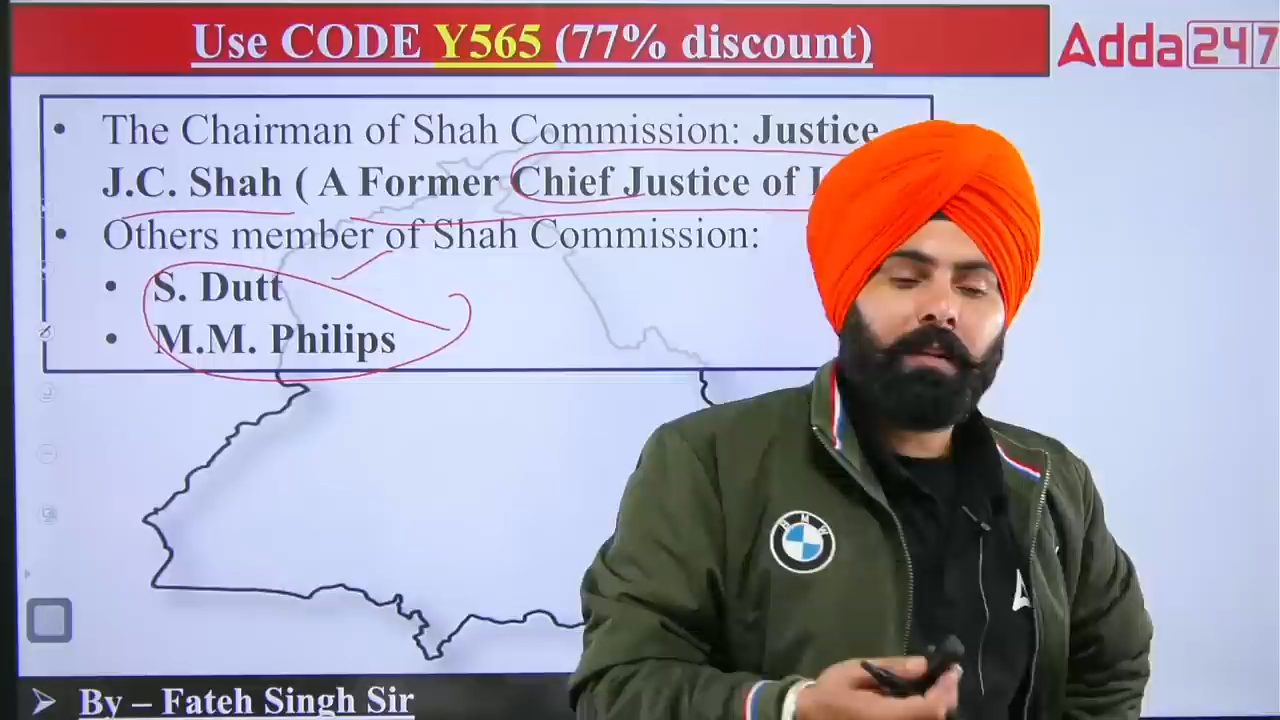 Use CODE Y565 (77% discount)
Adda247
• The Chairman of Shah Commission: Justice
J.C. Shah ( A Former Chief Justice of I
• Others member of Shah Commission:
• S. Dutt
• M.M. Philips
BMW
➤ By – Fateh Singh Sir